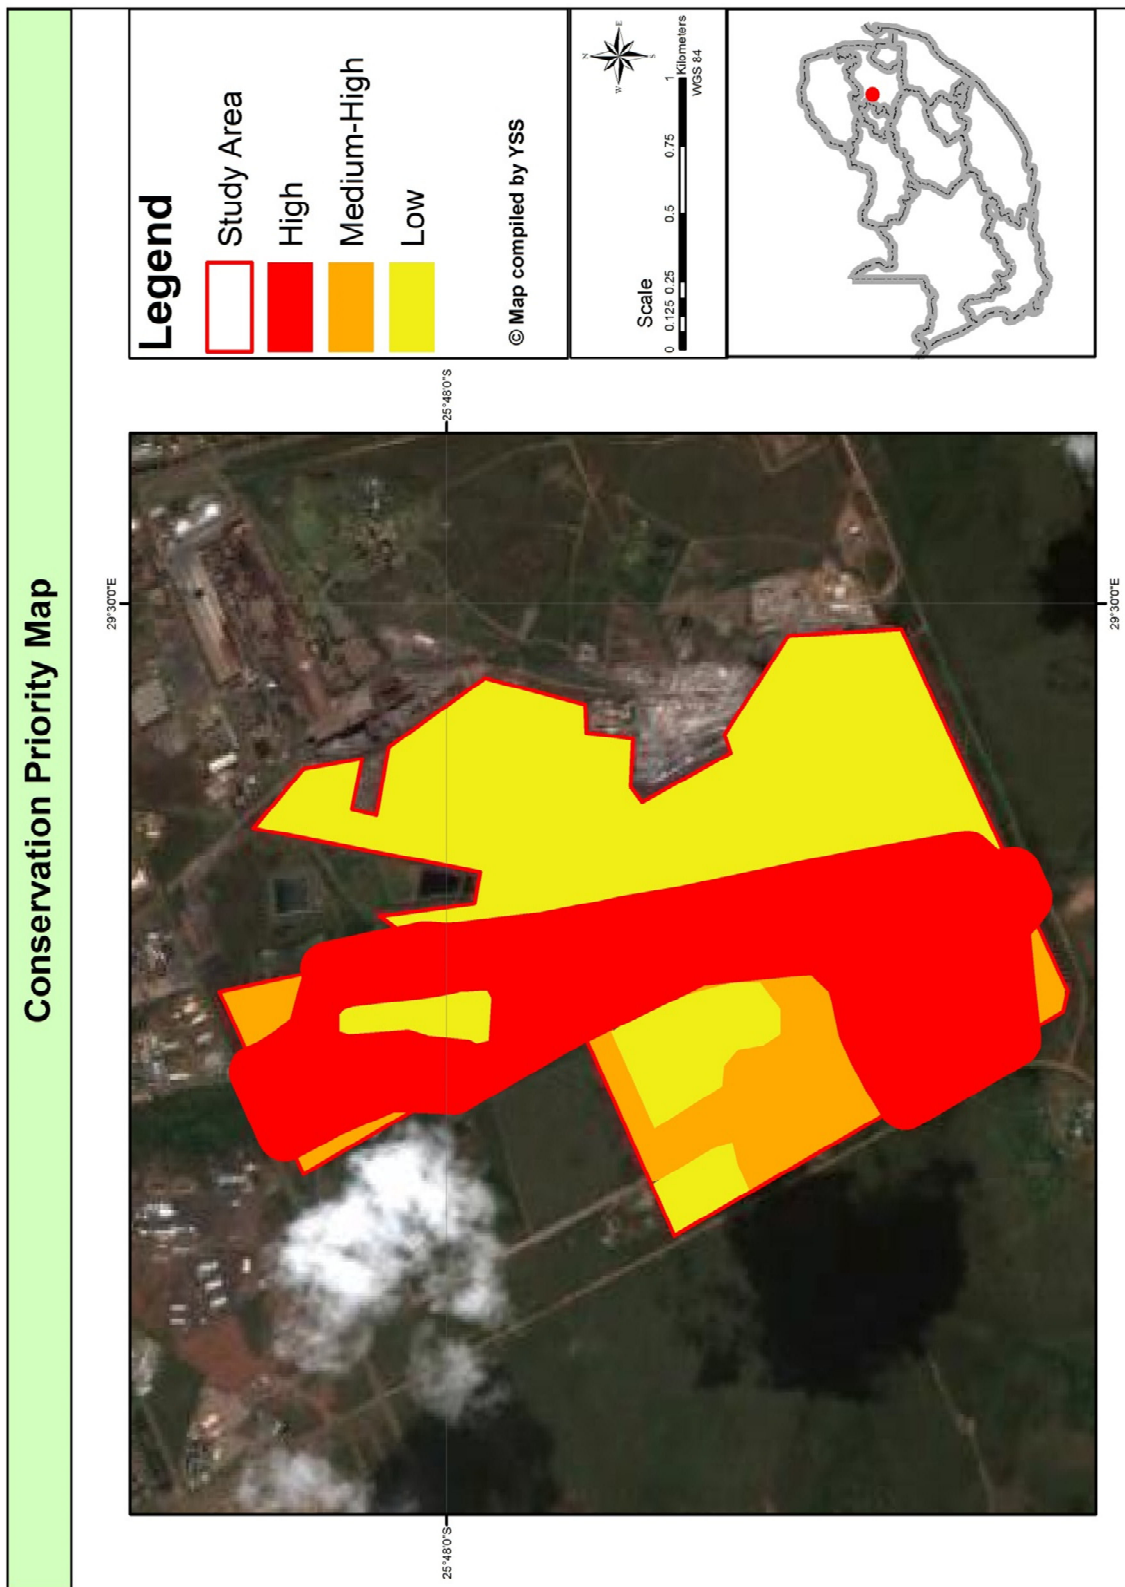 Conservation Priority Map
29°30'0"E
25°48'0"S
25°48'0"S
29°30'0"E
Legend
Study Area
High
Medium-High
Low
© Map compiled by YSS
N
E
S
W
Scale
0 0.125 0.25 0.5 0.75 1
Kilometers
WGS 84